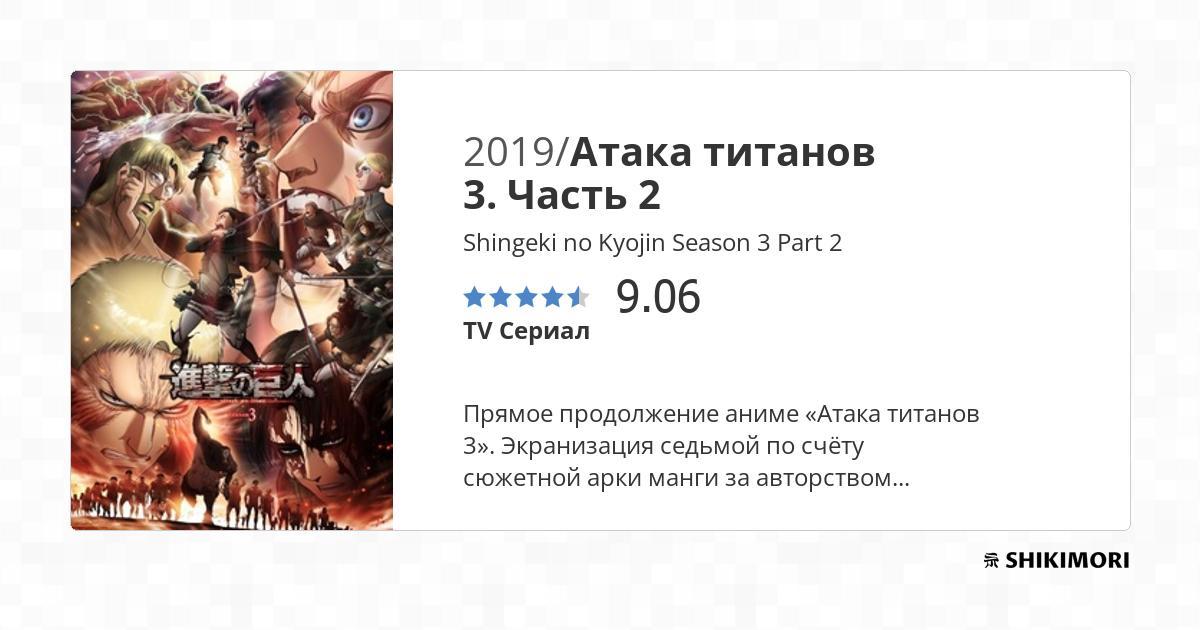 2019/Атака титанов
3. Часть 2
Shingeki no Kyojin Season 3 Part 2
9.06
TV Сериал
Прямое продолжение аниме «Атака титанов
3». Экранизация седьмой по счёту
сюжетной арки манги за авторством...
進撃の巨人
3
SHIKIMORI